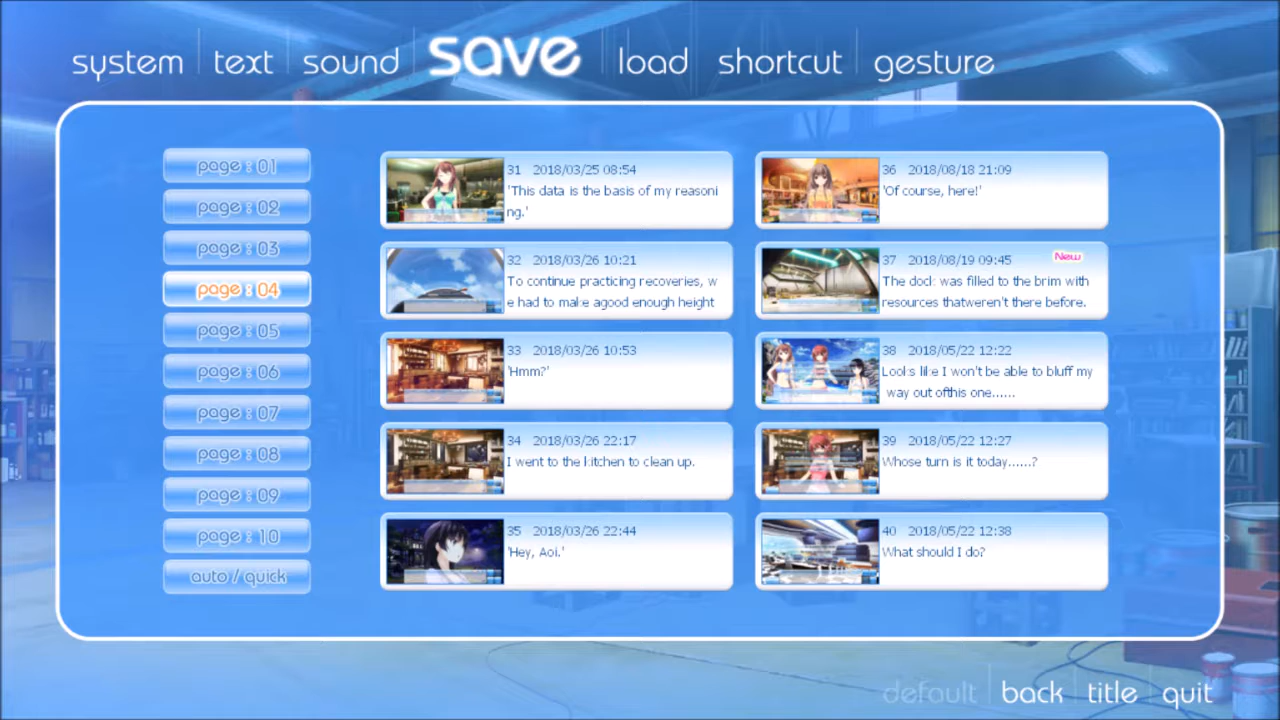 system text sound save load shortcut gesture
page : 01
page : 02
page : 03
page : 04
page : 05
page : 06
page : 07
page : 08
page : 09
page : 10
auto / quick
31 2018/03/25 08:54
'This data is the basis of my reasoni
ng.'
32 2018/03/26 10:21
To continue practicing recoveries, w
e had to make agood enough height
33 2018/03/26 10:53
'Hmm?'
34 2018/03/26 22:17
I went to the kitchen to clean up.
35 2018/03/26 22:44
'Hey, Aoi.'
36 2018/08/18 21:09
'Of course, here!'
37 2018/08/19 09:45 New
The dock was filled to the brim with
resources thatweren't there before.
38 2018/05/22 12:22
Looks like I won't be able to bluff my
way out ofthis one......
39 2018/05/22 12:27
Whose turn is it today......?
40 2018/05/22 12:38
What should I do?
default back title quit